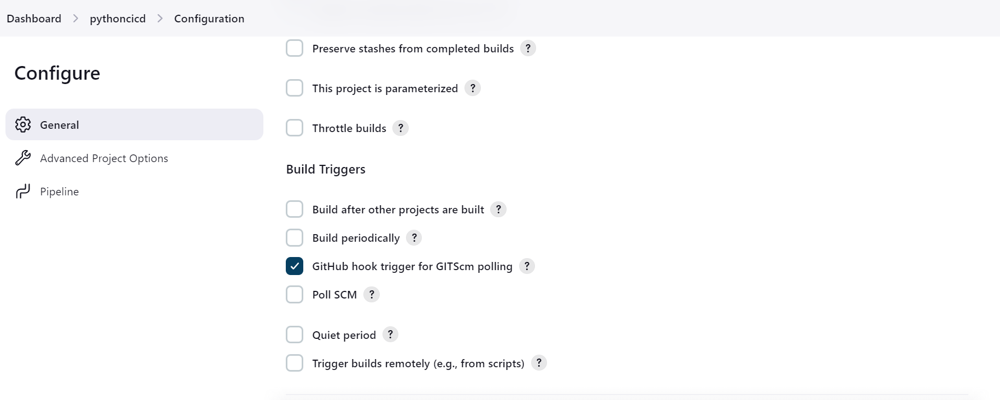 Dashboard > pythoncicd > Configuration
Configure
General
Advanced Project Options
Pipeline
Preserve stashes from completed builds ?
This project is parameterized ?
Throttle builds ?
Build Triggers
Build after other projects are built ?
Build periodically ?
GitHub hook trigger for GITScm polling ?
Poll SCM ?
Quiet period ?
Trigger builds remotely (e.g., from scripts) ?